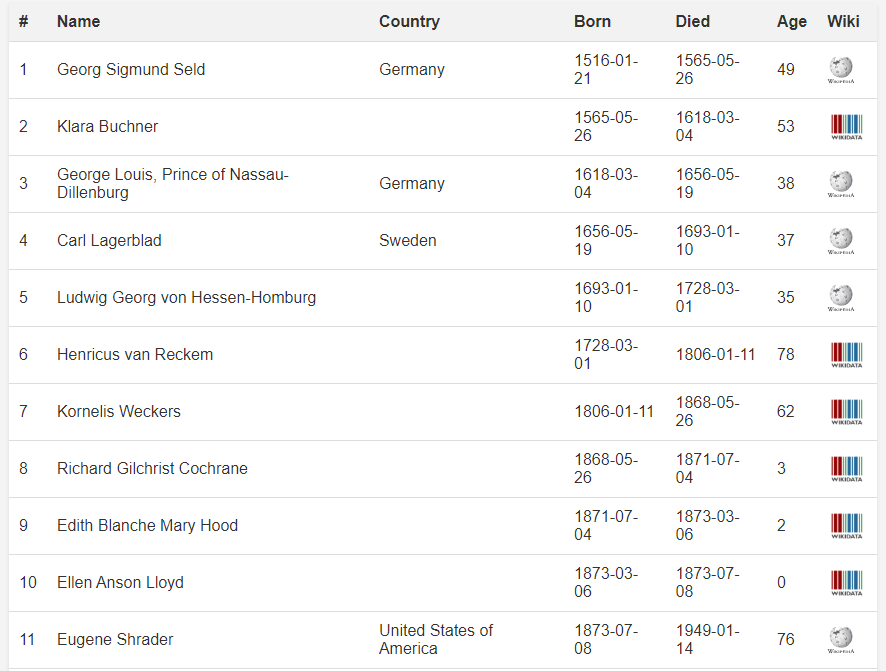 # Name Country Born Died Age Wiki
1 Georg Sigmund Seld Germany 1516-01-21 1565-05-26 49 WIKIPEDIA
2 Klara Buchner 1565-05-26 1618-03-04 53 WIKIDATA
3 George Louis, Prince of Nassau-Dillenburg Germany 1618-03-04 1656-05-19 38 WIKIPEDIA
4 Carl Lagerblad Sweden 1656-05-19 1693-01-10 37 WIKIPEDIA
5 Ludwig Georg von Hessen-Homburg 1693-01-10 1728-03-01 35 WIKIPEDIA
6 Henricus van Reckem 1728-03-01 1806-01-11 78 WIKIDATA
7 Kornelis Weckers 1806-01-11 1868-05-26 62 WIKIDATA
8 Richard Gilchrist Cochrane 1868-05-26 1871-07-04 3 WIKIDATA
9 Edith Blanche Mary Hood 1871-07-04 1873-03-06 2 WIKIDATA
10 Ellen Anson Lloyd 1873-03-06 1873-07-08 0 WIKIDATA
11 Eugene Shrader United States of America 1873-07-08 1949-01-14 76 WIKIPEDIA